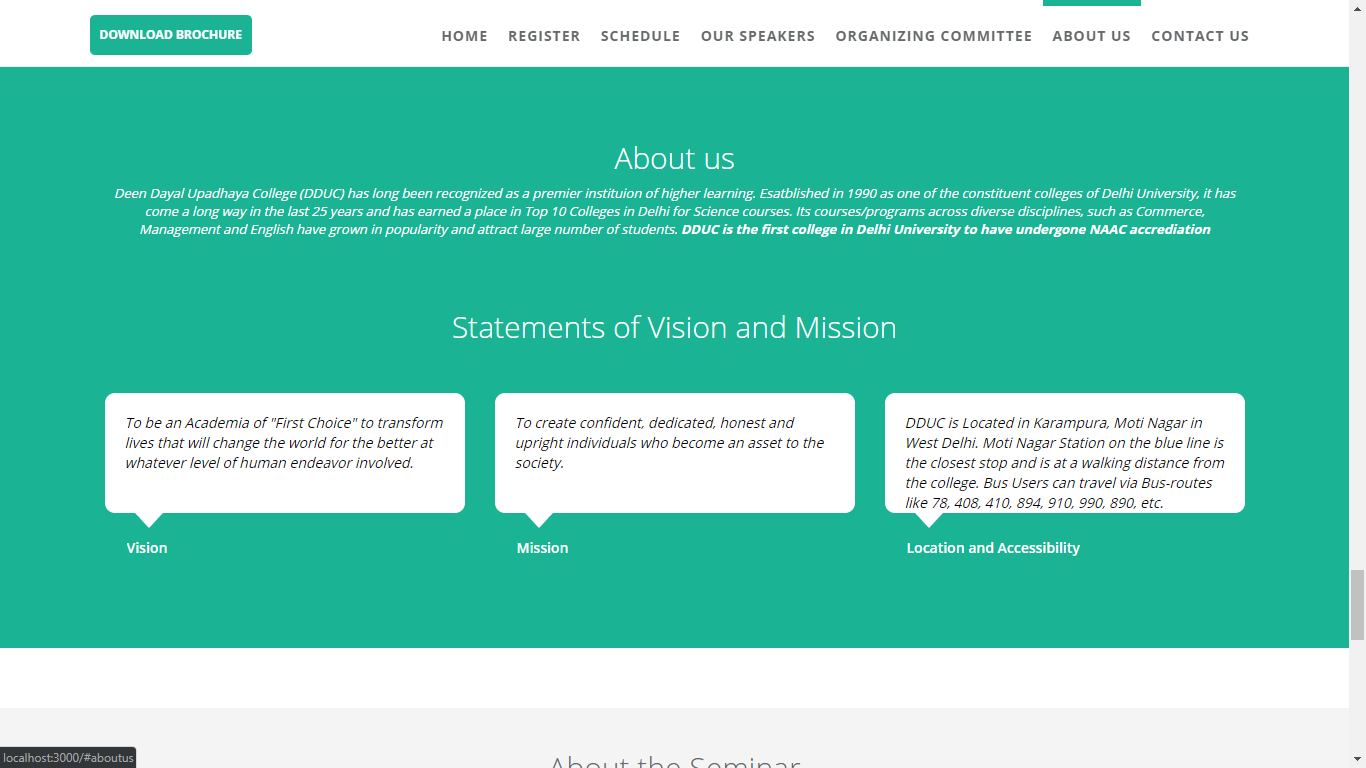 DOWNLOAD BROCHURE
HOME REGISTER SCHEDULE OUR SPEAKERS ORGANIZING COMMITTEE ABOUT US CONTACT US
About us
Deen Dayal Upadhaya College (DDUC) has long been recognized as a premier instituion of higher learning. Esatblished in 1990 as one of the constituent colleges of Delhi University, it has
come a long way in the last 25 years and has earned a place in Top 10 Colleges in Delhi for Science courses. Its courses/programs across diverse disciplines, such as Commerce,
Management and English have grown in popularity and attract large number of students. DDUC is the first college in Delhi University to have undergone NAAC accrediation
Statements of Vision and Mission
To be an Academia of "First Choice" to transform
lives that will change the world for the better at
whatever level of human endeavor involved.
Vision
To create confident, dedicated, honest and
upright individuals who become an asset to the
society.
Mission
DDUC is Located in Karampura, Moti Nagar in
West Delhi. Moti Nagar Station on the blue line is
the closest stop and is at a walking distance from
the college. Bus Users can travel via Bus-routes
like 78, 408, 410, 894, 910, 990, 890, etc.
Location and Accessibility
About the Seminar
localhost:3000/#aboutus